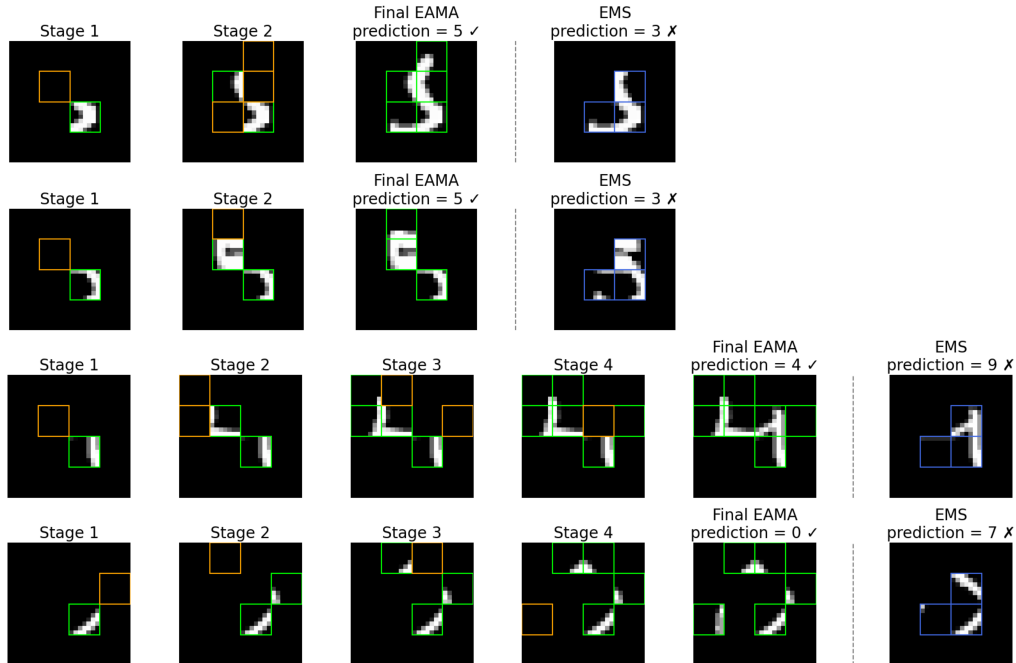 Stage 1 Stage 2 Final EAMA EMS
prediction = 5 ✓ prediction = 3 ✗
Stage 1 Stage 2 Final EAMA EMS
prediction = 5 ✓ prediction = 3 ✗
Stage 1 Stage 2 Stage 3 Stage 4 Final EAMA EMS
prediction = 4 ✓ prediction = 9 ✗
Stage 1 Stage 2 Stage 3 Stage 4 Final EAMA EMS
prediction = 0 ✓ prediction = 7 ✗